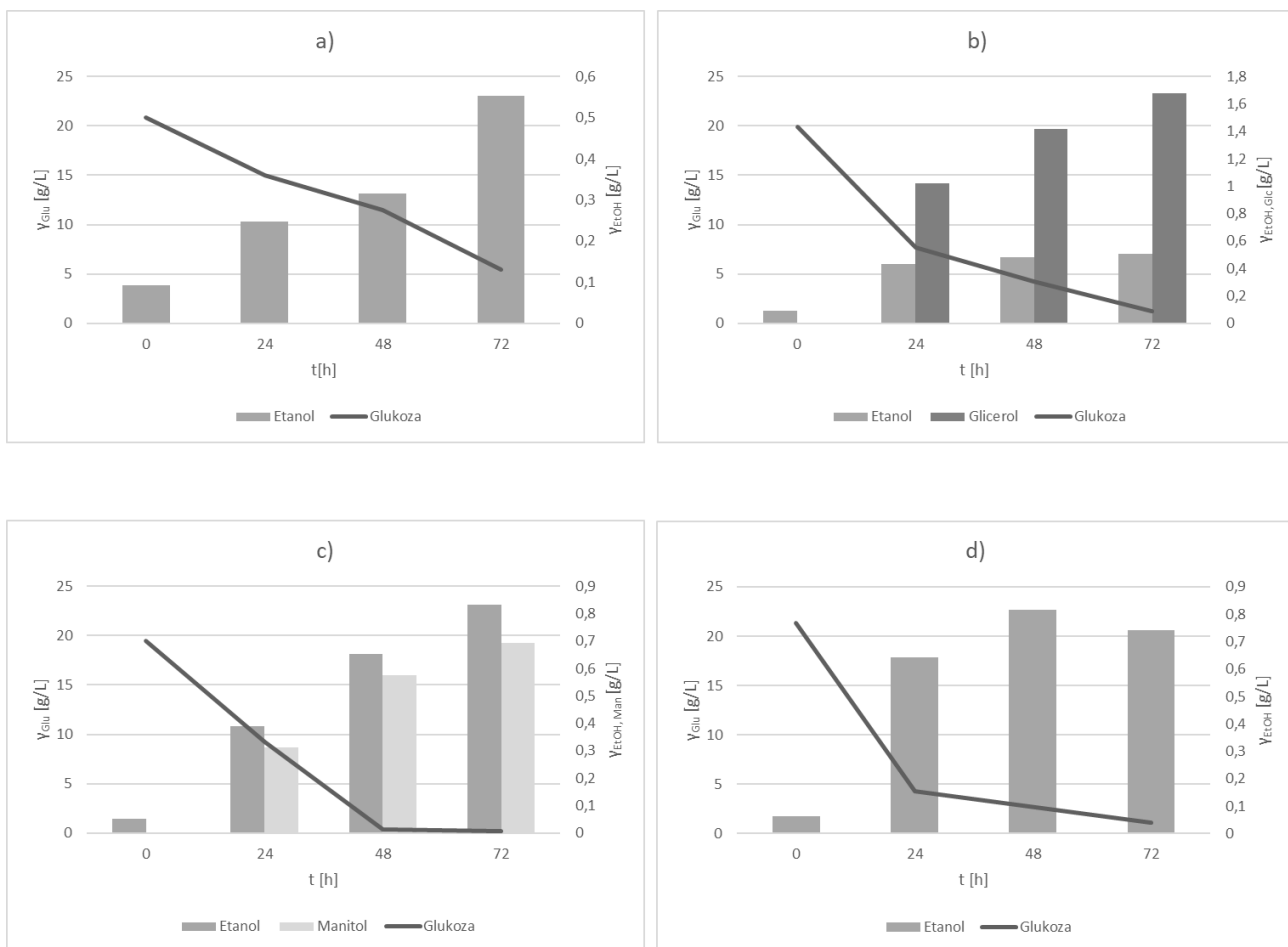 a)
25
20
15
10
5
0
γGlu [g/L]
0,6
0,5
0,4
0,3
0,2
0,1
0
γEtOH [g/L]
0 24 48 72
t[h]
Etanol Glukoza
b)
25
20
15
10
5
0
γGlu [g/L]
1,8
1,6
1,4
1,2
1
0,8
0,6
0,4
0,2
0
γEtOH,Glc[g/L]
0 24 48 72
t [h]
Etanol Glicerol Glukoza
c)
25
20
15
10
5
0
γGlu [g/L]
0,9
0,8
0,7
0,6
0,5
0,4
0,3
0,2
0,1
0
γEtOH, Man [g/L]
0 24 48 72
t [h]
Etanol Manitol Glukoza
d)
25
20
15
10
5
0
γGlu [g/L]
0,9
0,8
0,7
0,6
0,5
0,4
0,3
0,2
0,1
0
γEtOH [g/L]
0 24 48 72
t [h]
Etanol Glukoza